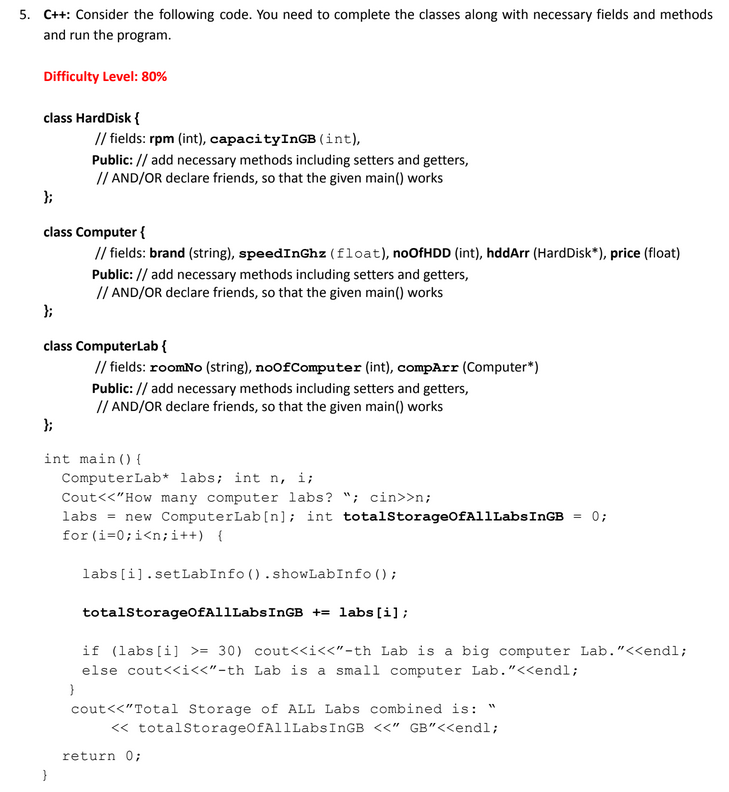 5. C++: Consider the following code. You need to complete the classes along with necessary fields and methods
and run the program.
Difficulty Level: 80%
class HardDisk {
// fields: rpm (int), capacityInGB (int),
Public: // add necessary methods including setters and getters,
// AND/OR declare friends, so that the given main() works
};
class Computer {
// fields: brand (string), speedInGhz (float), noOfHDD (int), hddArr (HardDisk*), price (float)
Public: // add necessary methods including setters and getters,
// AND/OR declare friends, so that the given main() works
};
class ComputerLab {
// fields: roomNo (string), noOfComputer (int), compArr (Computer*)
Public: // add necessary methods including setters and getters,
// AND/OR declare friends, so that the given main() works
};
int main(){
ComputerLab* labs; int n, i;
Cout<<”How many computer labs? “; cin>>n;
labs = new ComputerLab[n]; int totalStorageOfAllLabsInGB = 0;
for(i=0;i<n;i++) {
labs[i].setLabInfo().showLabInfo();
totalStorageOfAllLabsInGB += labs[i];
if (labs[i] >= 30) cout<<i<<”-th Lab is a big computer Lab.”<<endl;
else cout<<i<<”-th Lab is a small computer Lab.”<<endl;
}
cout<<”Total Storage of ALL Labs combined is: “
<< totalStorageOfAllLabsInGB <<” GB”<<endl;
return 0;
}